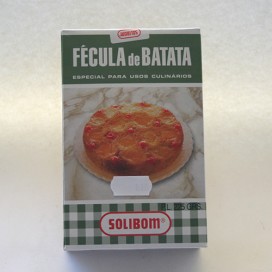 FÉCULA de BATATA
ESPECIAL PARA USOS CULINÁRIOS
SOLIBOM